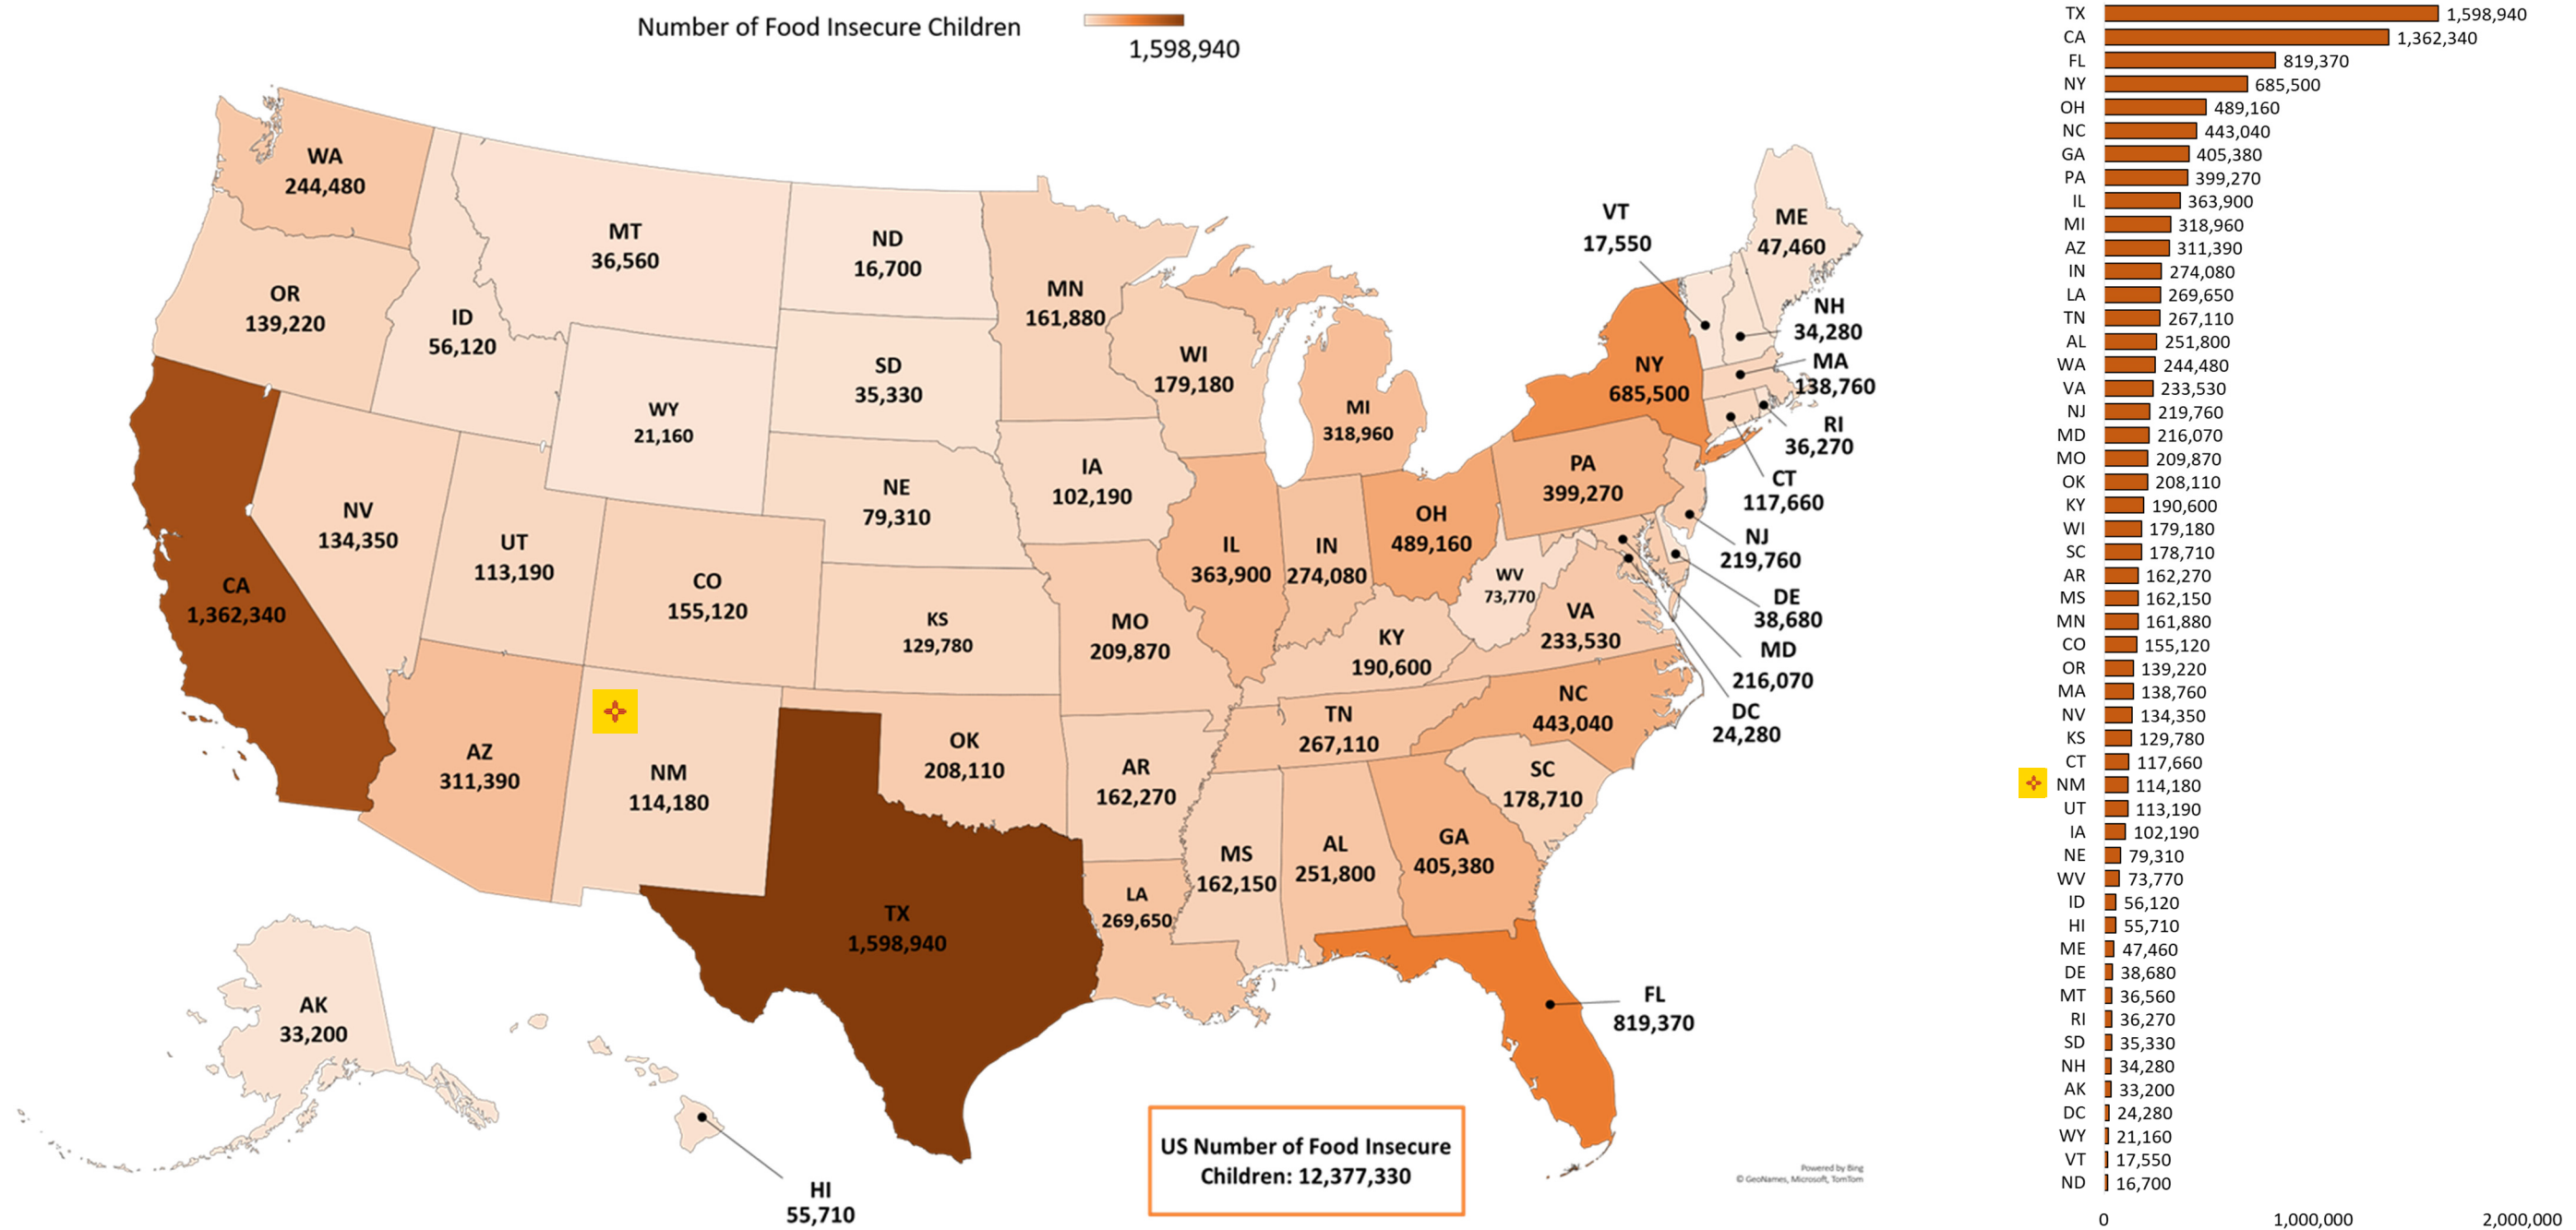 Number of Food Insecure Children
1,598,940
WA
244,480
OR
139,220
ID
56,120
MT
36,560
ND
16,700
MN
161,880
WY
21,160
SD
35,330
WI
179,180
MI
318,960
VT
17,550
ME
47,460
NH
34,280
MA
138,760
NY
685,500
RI
36,270
CT
117,660
NJ
219,760
DE
38,680
MD
216,070
DC
24,280
CA
1,362,340
NV
134,350
UT
113,190
CO
155,120
NE
79,310
IA
102,190
KS
129,780
MO
209,870
IL
363,900
IN
274,080
OH
489,160
PA
399,270
WV
73,770
VA
233,530
KY
190,600
NC
443,040
TN
267,110
SC
178,710
AZ
311,390
NM
114,180
OK
208,110
AR
162,270
MS
162,150
AL
251,800
GA
405,380
LA
269,650
TX
1,598,940
FL
819,370
AK
33,200
HI
55,710
US Number of Food Insecure
Children: 12,377,330
Powered by Bing
© GeoNames, Microsoft, TomTom
TX 1,598,940
CA 1,362,340
FL 819,370
NY 685,500
OH 489,160
NC 443,040
GA 405,380
PA 399,270
IL 363,900
MI 318,960
AZ 311,390
IN 274,080
LA 269,650
TN 267,110
AL 251,800
WA 244,480
VA 233,530
NJ 219,760
MD 216,070
MO 209,870
OK 208,110
KY 190,600
WI 179,180
SC 178,710
AR 162,270
MS 162,150
MN 161,880
CO 155,120
OR 139,220
MA 138,760
NV 134,350
KS 129,780
CT 117,660
NM 114,180
UT 113,190
IA 102,190
NE 79,310
WV 73,770
ID 56,120
HI 55,710
ME 47,460
DE 38,680
MT 36,560
RI 36,270
SD 35,330
NH 34,280
AK 33,200
DC 24,280
WY 21,160
VT 17,550
ND 16,700
0 1,000,000 2,000,000